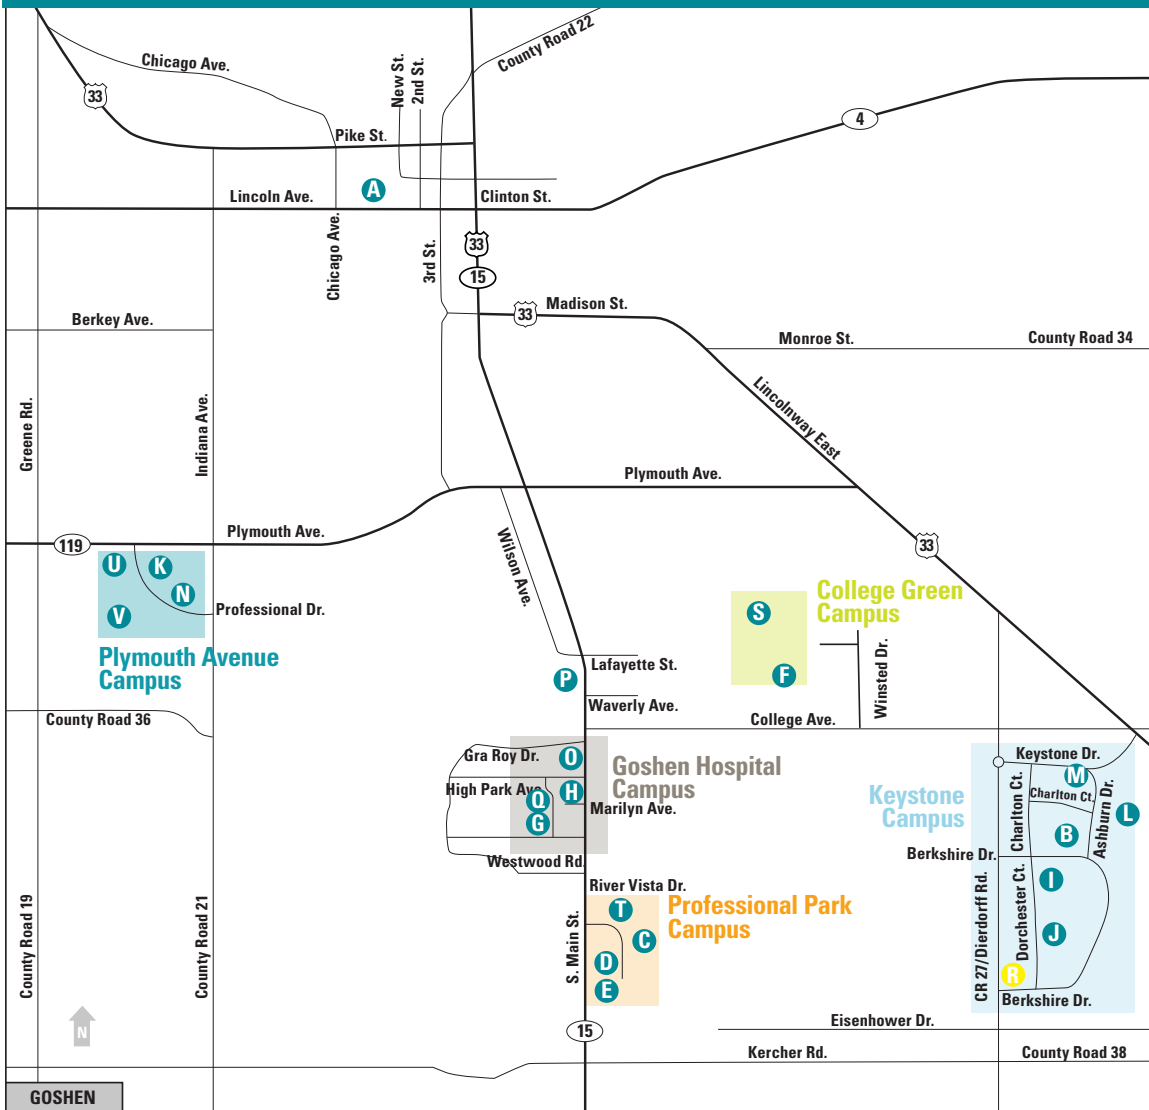 County Road 22
Chicago Ave.
New St.
2nd St.
33
4
Pike St.
A
Lincoln Ave.
Clinton St.
Chicago Ave.
3rd St.
33
15
33
Madison St.
Berkey Ave.
Monroe St.
County Road 34
Greene Rd.
Indiana Ave.
Lincolnway East
Plymouth Ave.
Plymouth Ave.
119
33
Wilson Ave.
U
K
N
V
Professional Dr.
Plymouth Avenue
Campus
College Green
Campus
S
F
Winsted Dr.
Lafayette St.
P
Waverly Ave.
College Ave.
County Road 36
Gra Roy Dr.
O
High Park Ave
H
Q
G
Marilyn Ave.
Westwood Rd.
Goshen Hospital
Campus
Keystone
Campus
Keystone Dr.
M
Charlton Ct.
Charlton Ct.
Ashburn Dr.
L
B
Berkshire Dr.
I
Dorchester Ct.
J
CR 27/Dierdorff Rd.
R
Berkshire Dr.
River Vista Dr.
T
C
D
E
Professional Park
Campus
S. Main St.
County Road 19
County Road 21
N
15
Eisenhower Dr.
Kercher Rd.
County Road 38
GOSHEN